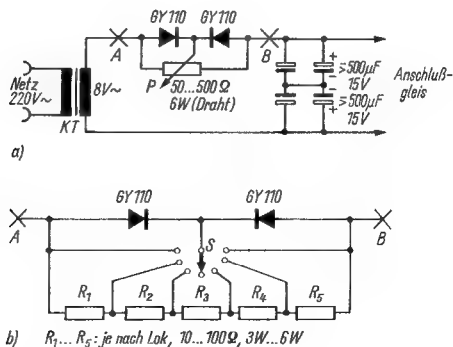 GY110 GY110
A B
Netz
220V~
KT
8V~
P
50...500Ω
6W(Draht)
+
≥500µF
- 15V
- ≥500µF
+ 15V
Anschluß-
gleis
a)
GY110 GY110
A B
S
R1 R2 R3 R4 R5
b) R1... R5: je nach Lok, 10...100Ω, 3W...6W